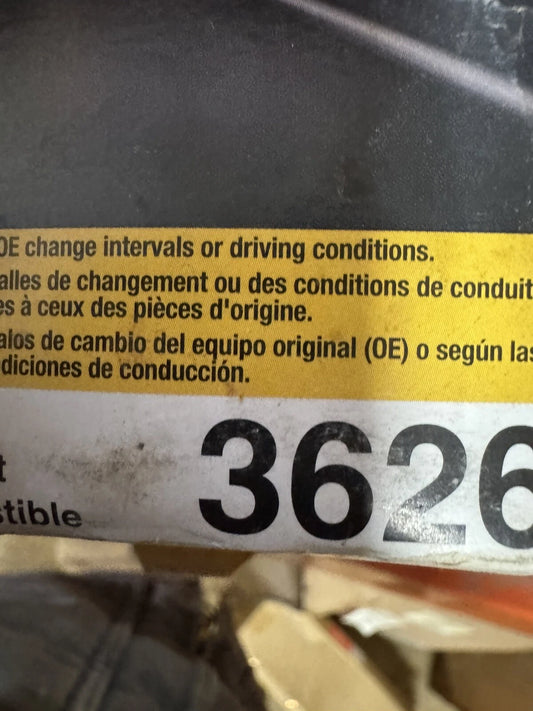 OE change intervals or driving conditions.
alles de changement ou des conditions de conduit
es à ceux des pièces d'origine.
alos de cambio del equipo original (OE) o según las
diciones de conducción.
t
stible
3626